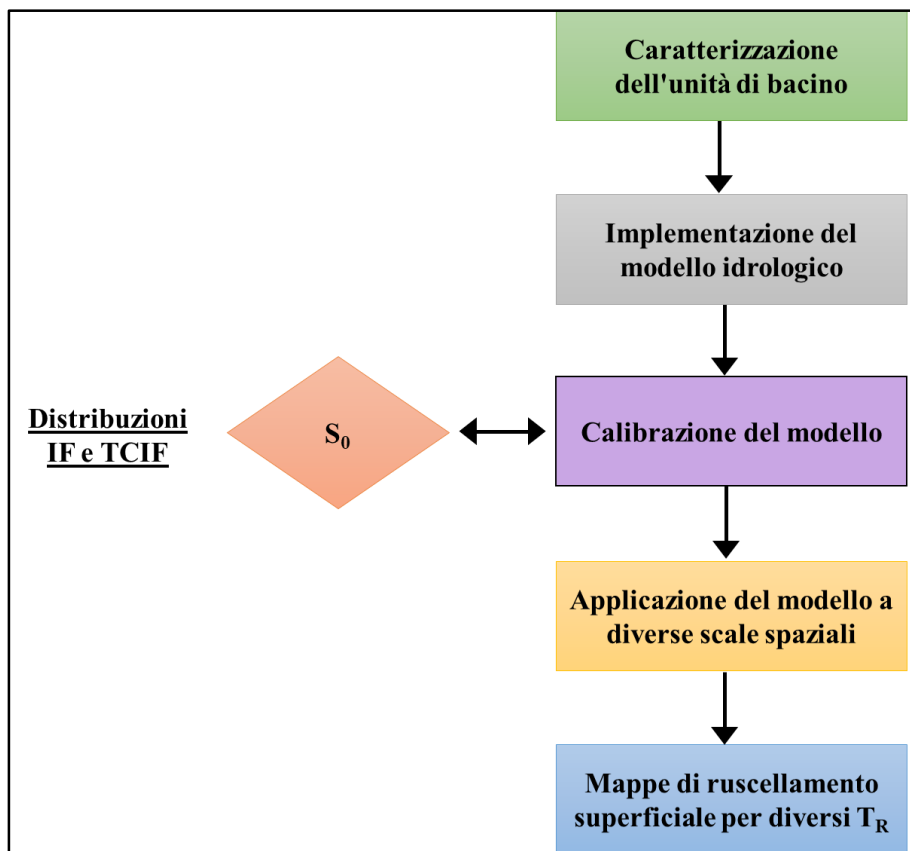 Caratterizzazione
dell'unità di bacino
Implementazione del
modello idrologico
Distribuzioni
IF e TCIF
S₀
Calibrazione del modello
Applicazione del modello a
diverse scale spaziali
Mappe di ruscellamento
superficiale per diversi T_R